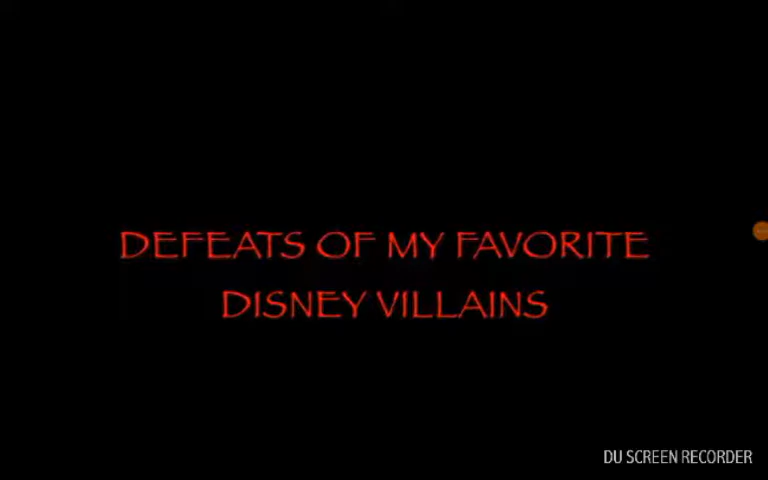 DEFEATS OF MY FAVORITE
DISNEY VILLAINS
DU SCREEN RECORDER